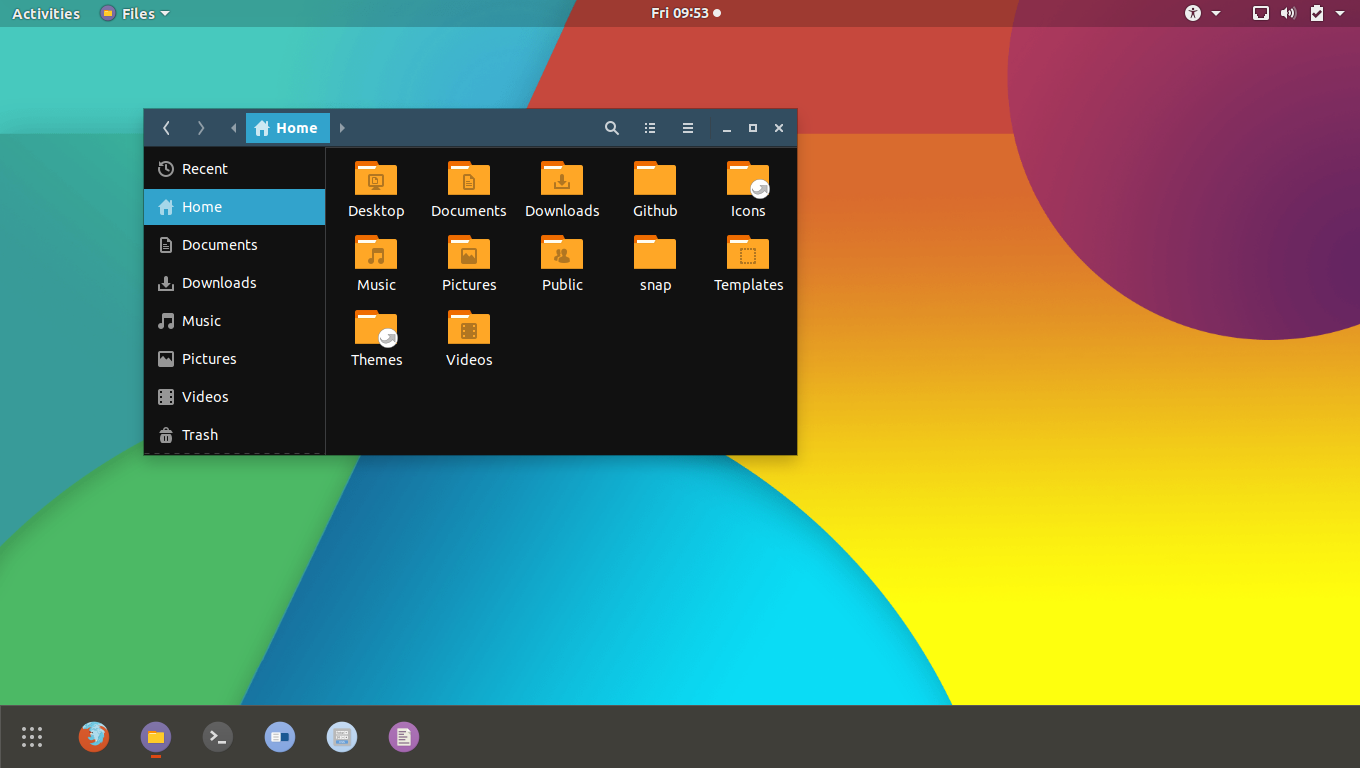 Activities Files Fri 09:53
Home
Recent
Home
Documents
Downloads
Music
Pictures
Videos
Trash
Desktop Documents Downloads Github Icons
Music Pictures Public snap Templates
Themes Videos